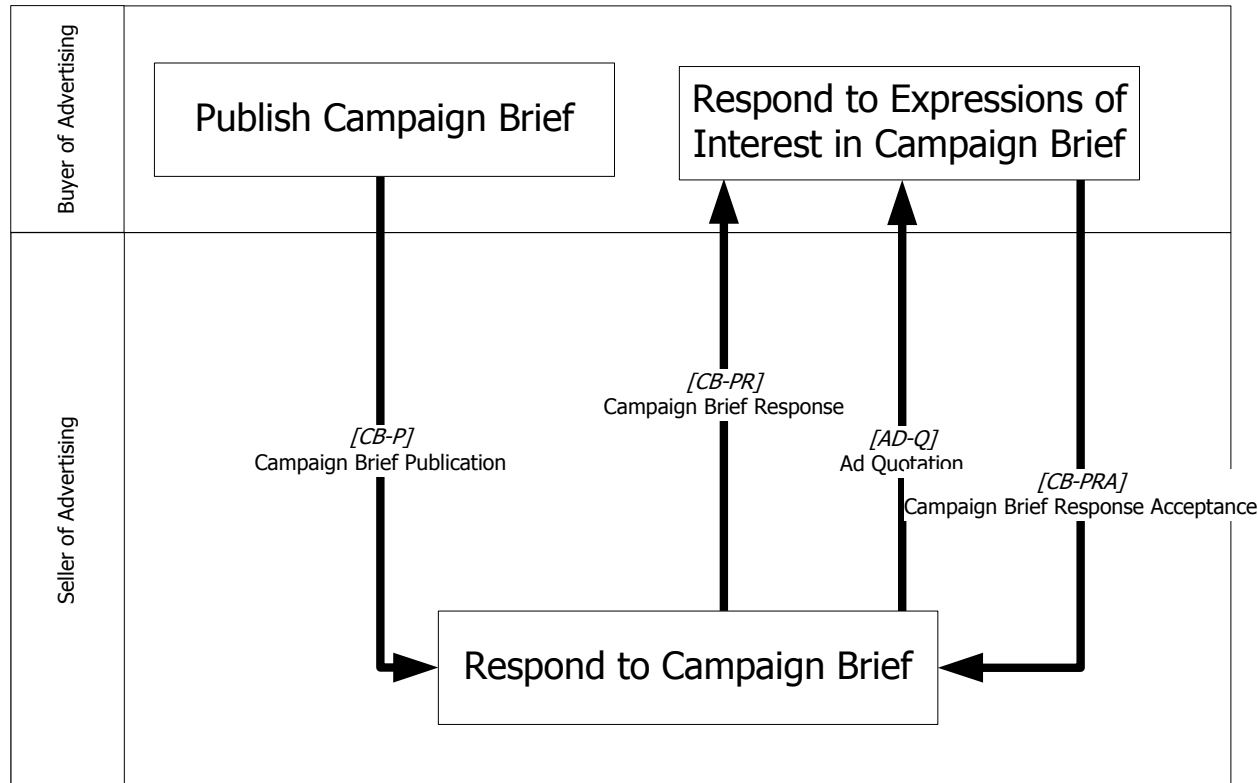 Buyer of Advertising
Publish Campaign Brief
Respond to Expressions of
Interest in Campaign Brief
Seller of Advertising
[CB-P]
Campaign Brief Publication
[CB-PR]
Campaign Brief Response
[AD-Q]
Ad Quotation
[CB-PRA]
Campaign Brief Response Acceptance
Respond to Campaign Brief